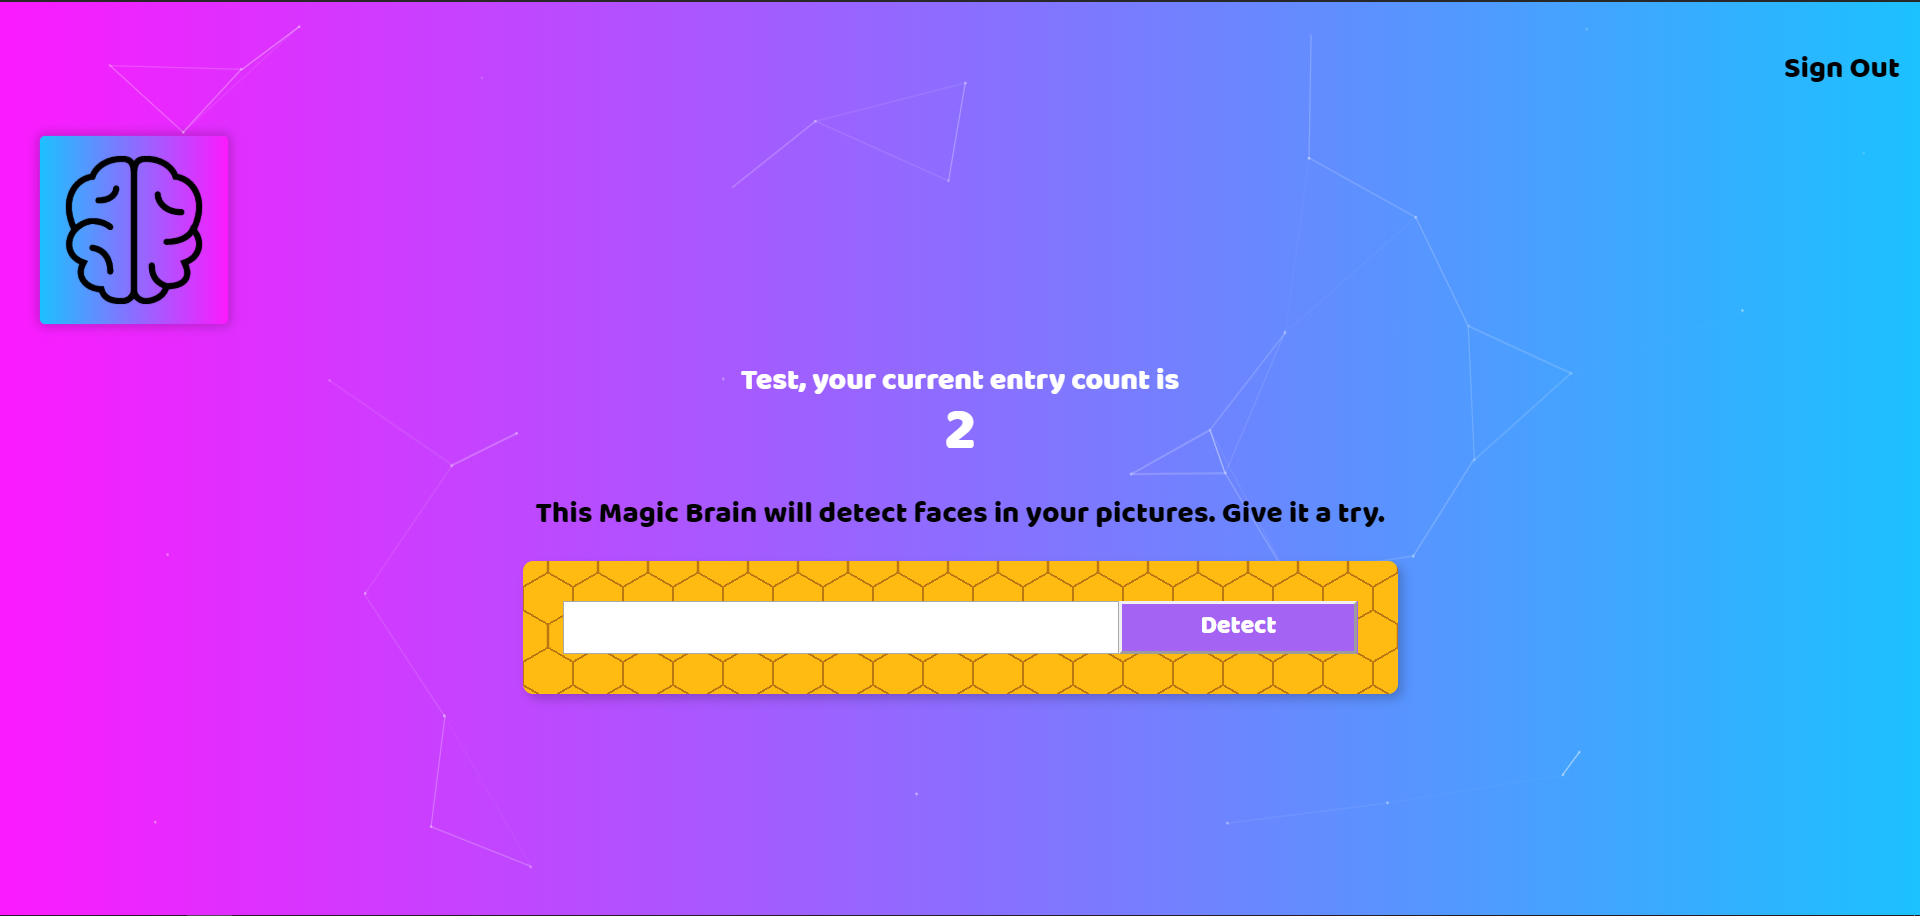 Sign Out
Test, your current entry count is
2
This Magic Brain will detect faces in your pictures. Give it a try.
Detect